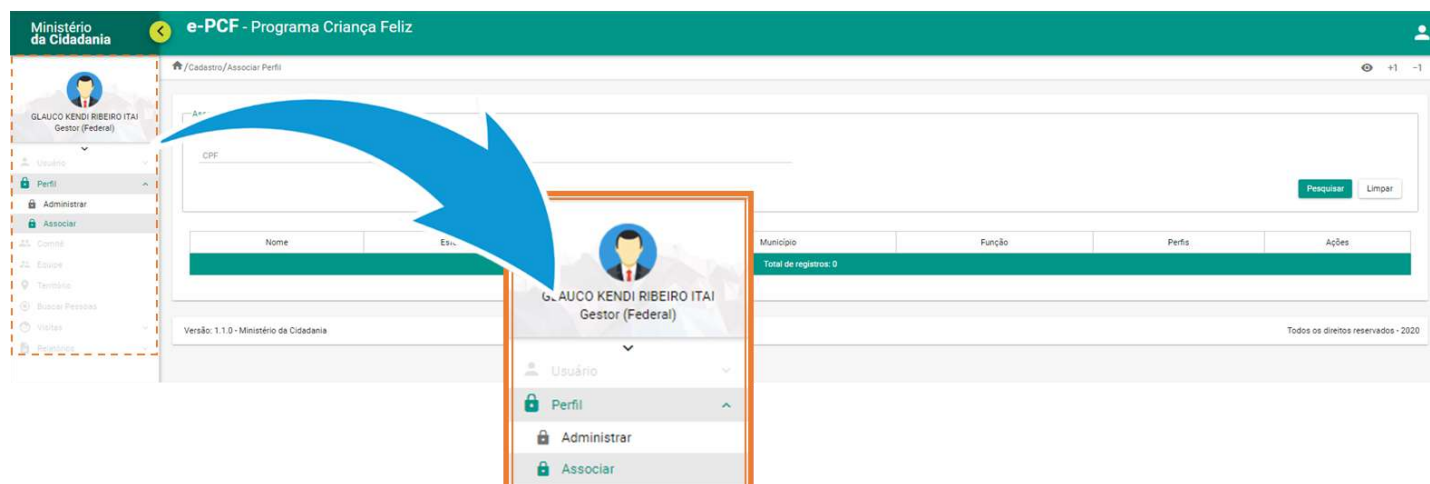 Ministério
da Cidadania
e-PCF - Programa Criança Feliz
/Cadastro/Associar Perfil
+1 -1
GLAUCO KENDI RIBEIRO ITAI
Gestor (Federal)
Usuário
Perfil
Administrar
Associar
Comitê
Equipe
Território
Buscar Pessoas
Visitas
Relatórios
CPF
Pesquisar Limpar
Nome Município Função Perfis Ações
Total de registros: 0
Versão: 1.1.0 - Ministério da Cidadania
Todos os direitos reservados - 2020
GLAUCO KENDI RIBEIRO ITAI
Gestor (Federal)
Usuário
Perfil
Administrar
Associar